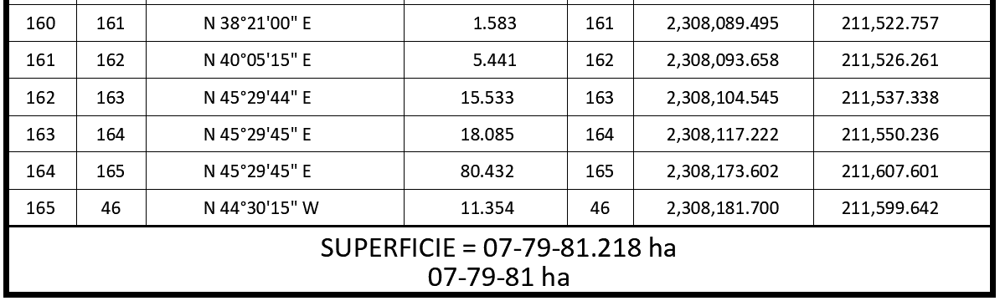 160 161 N 38°21'00" E 1.583 161 2,308,089.495 211,522.757
161 162 N 40°05'15" E 5.441 162 2,308,093.658 211,526.261
162 163 N 45°29'44" E 15.533 163 2,308,104.545 211,537.338
163 164 N 45°29'45" E 18.085 164 2,308,117.222 211,550.236
164 165 N 45°29'45" E 80.432 165 2,308,173.602 211,607.601
165 46 N 44°30'15" W 11.354 46 2,308,181.700 211,599.642
SUPERFICIE = 07-79-81.218 ha
07-79-81 ha